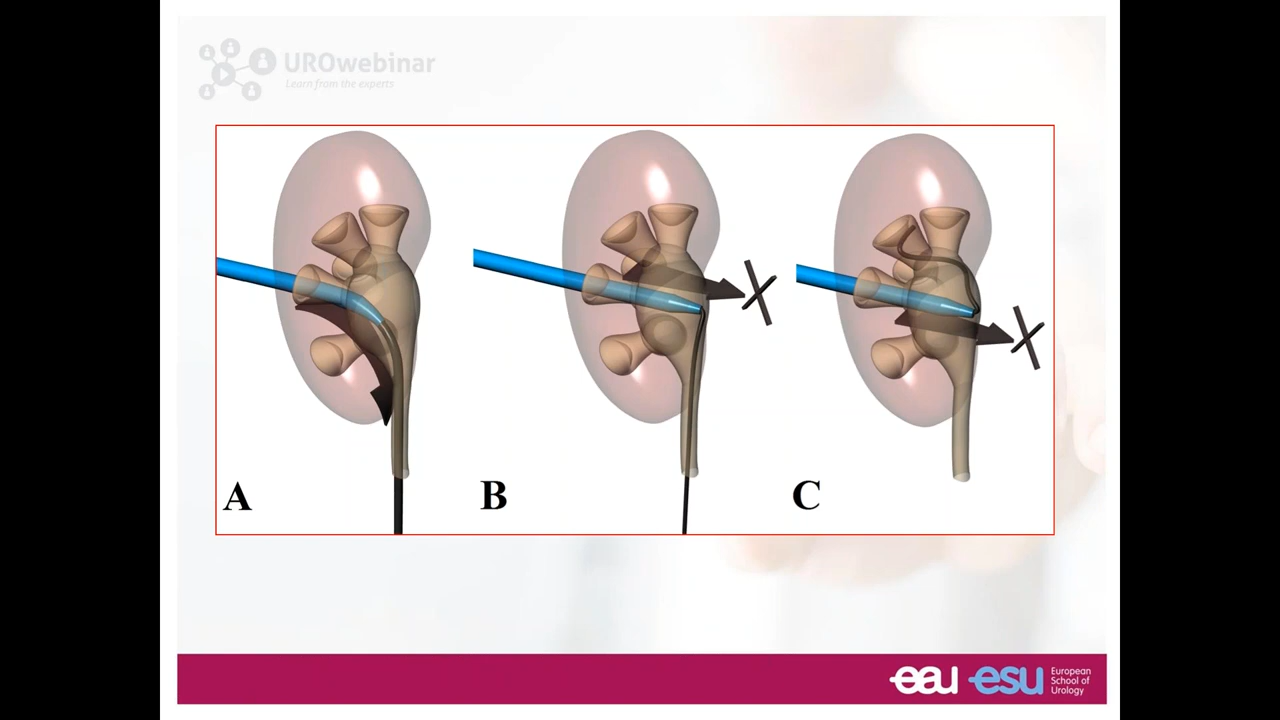 UROwebinar
Learn from the experts
A
B
C
eau esu European
School of
Urology